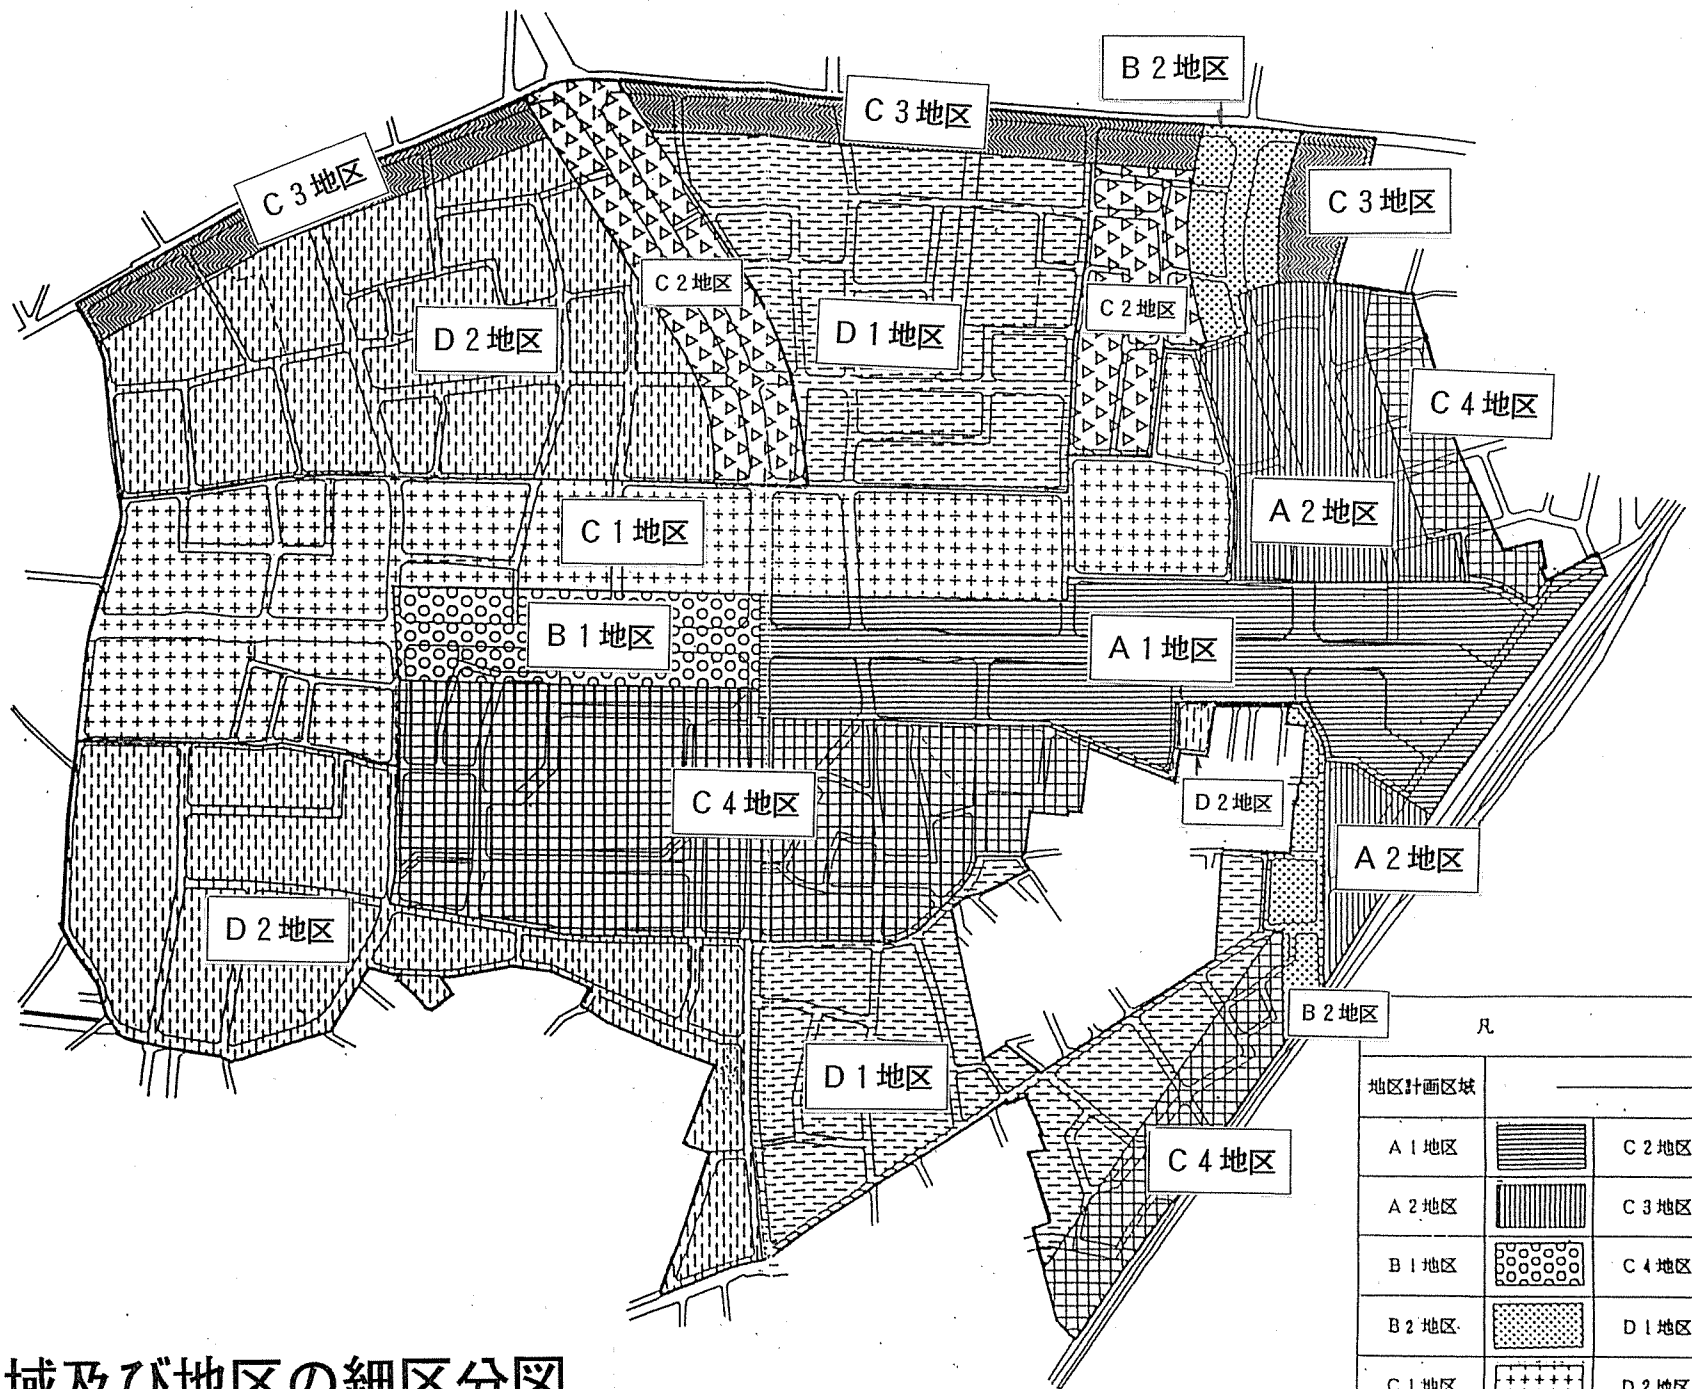 B2地区
C3地区
C3地区
C3地区
C2地区
C2地区
D2地区
D1地区
C4地区
A2地区
C1地区
B1地区
A1地区
C4地区
D2地区
A2地区
D2地区
B2地区
D1地区
C4地区
凡
地区計画区域
A1地区 C2地区
A2地区 C3地区
B1地区 C4地区
B2地区 D1地区
C1地区 D2地区
域及び地区の細区分図